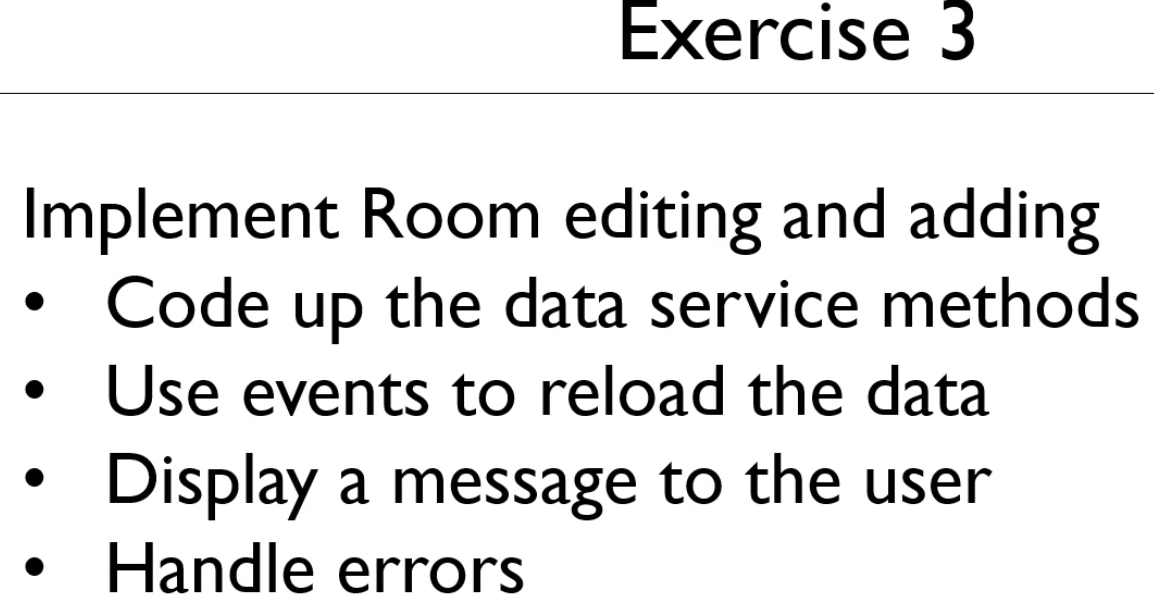 Exercise 3
Implement Room editing and adding
• Code up the data service methods
• Use events to reload the data
• Display a message to the user
• Handle errors